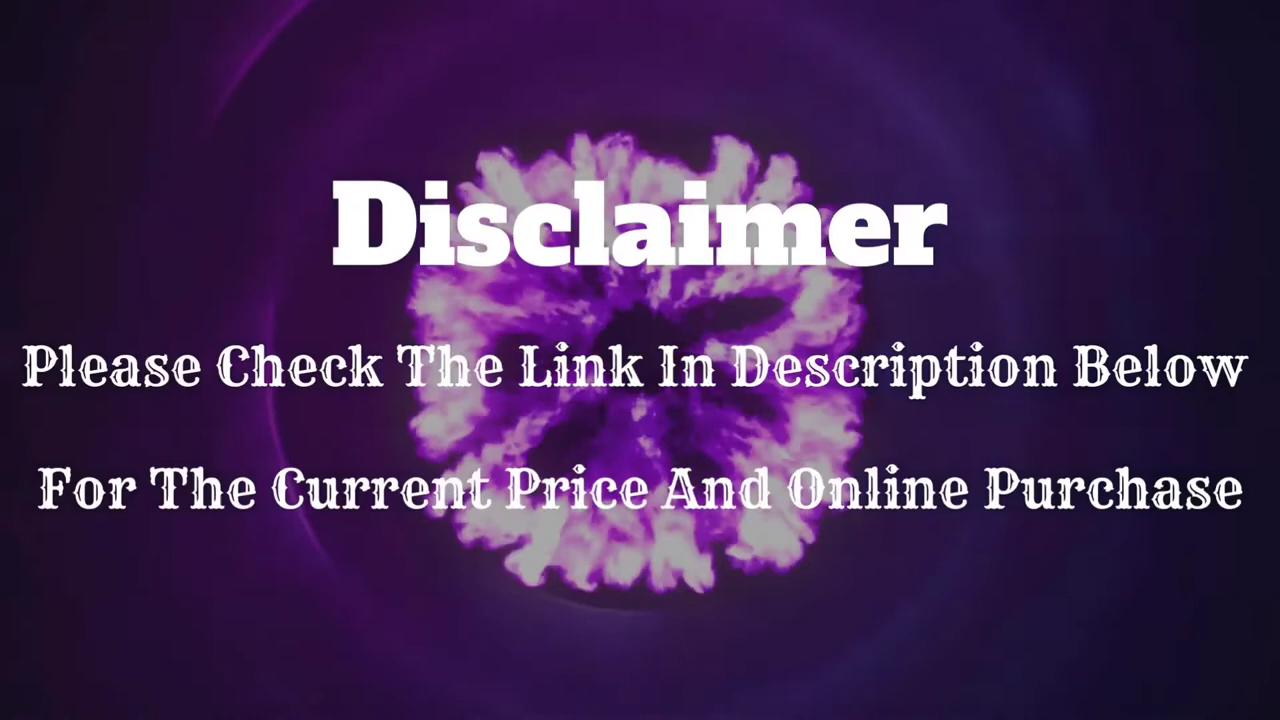 Disclaimer
Please Check The Link In Description Below
For The Current Price And Online Purchase